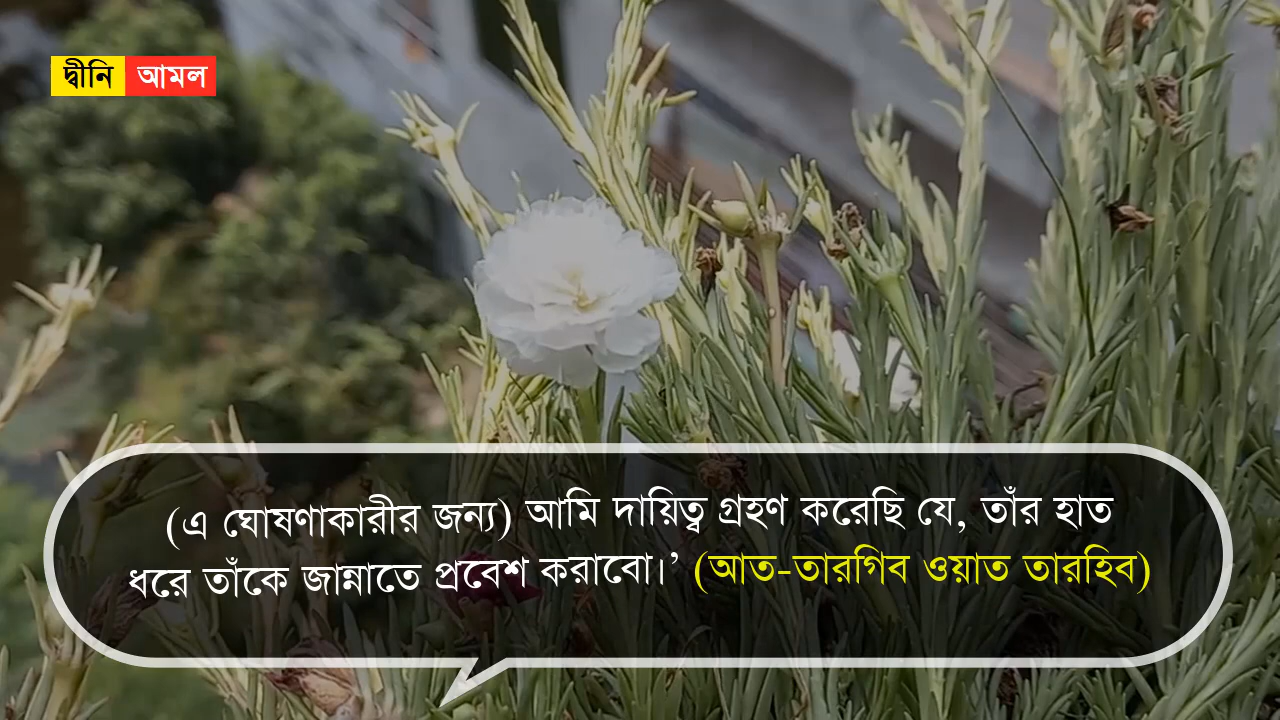 দ্বীনি আমল
(এ ঘোষণাকারীর জন্য) আমি দায়িত্ব গ্রহণ করেছি যে, তাঁর হাত
ধরে তাঁকে জান্নাতে প্রবেশ করাবো।’ (আত-তারগিব ওয়াত তারহিব)